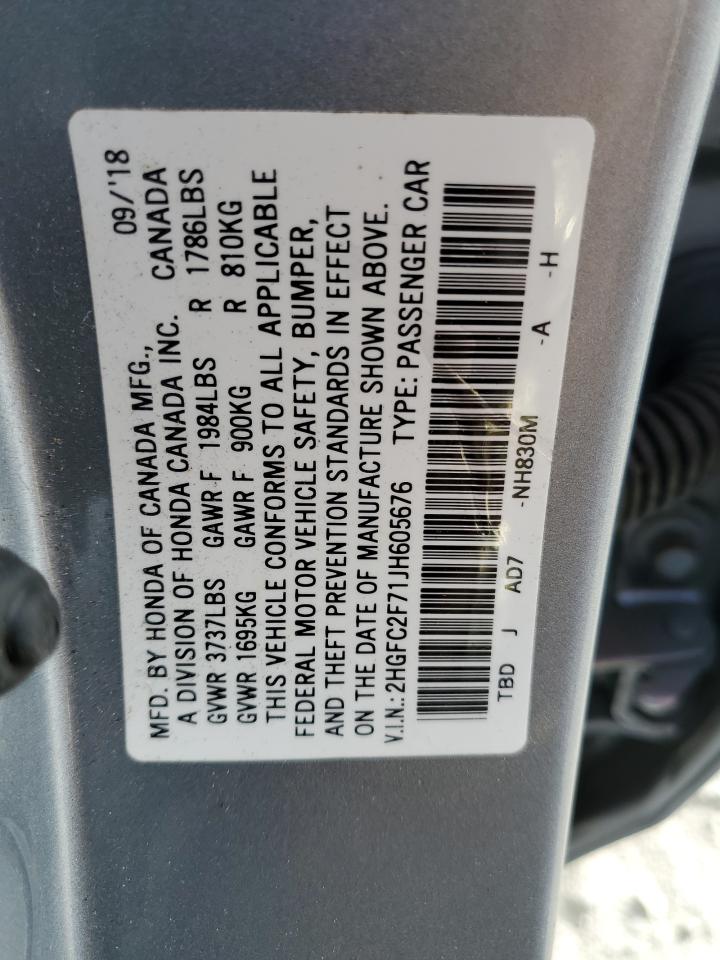 09/'18
MFD. BY HONDA OF CANADA MFG.,
A DIVISION OF HONDA CANADA INC. CANADA
GVWR 3737LBS GAWR F 1984LBS R 1786LBS
GVWR 1695KG GAWR F 900KG R 810KG
THIS VEHICLE CONFORMS TO ALL APPLICABLE
FEDERAL MOTOR VEHICLE SAFETY, BUMPER,
AND THEFT PREVENTION STANDARDS IN EFFECT
ON THE DATE OF MANUFACTURE SHOWN ABOVE.
V.I.N.: 2HGFC2F71JH605676 TYPE: PASSENGER CAR
TBD J AD7 -NH830M -A -H